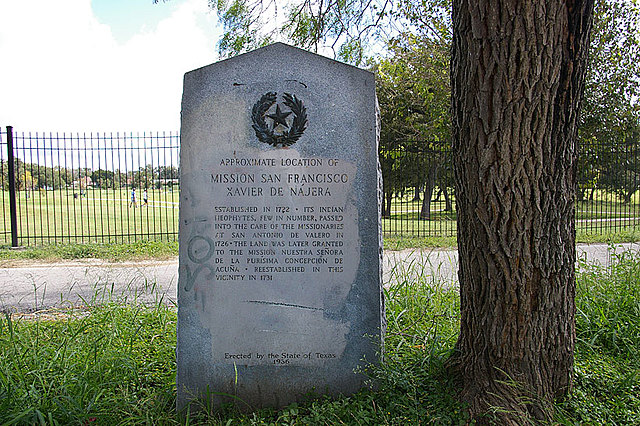 APPROXIMATE LOCATION OF
MISSION SAN FRANCISCO
XAVIER DE NÁJERA
ESTABLISHED IN 1722 • ITS INDIAN
NEOPHYTES, FEW IN NUMBER, PASSED
INTO THE CARE OF THE MISSIONARIES
AT SAN ANTONIO DE VALERO IN
1726 • THE LAND WAS LATER GRANTED
TO THE MISSION NUESTRA SEÑORA
DE LA PURISIMA CONCEPCIÓN DE
ACUÑA • REESTABLISHED IN THIS
VICINITY IN 1731
Erected by the State of Texas
1936